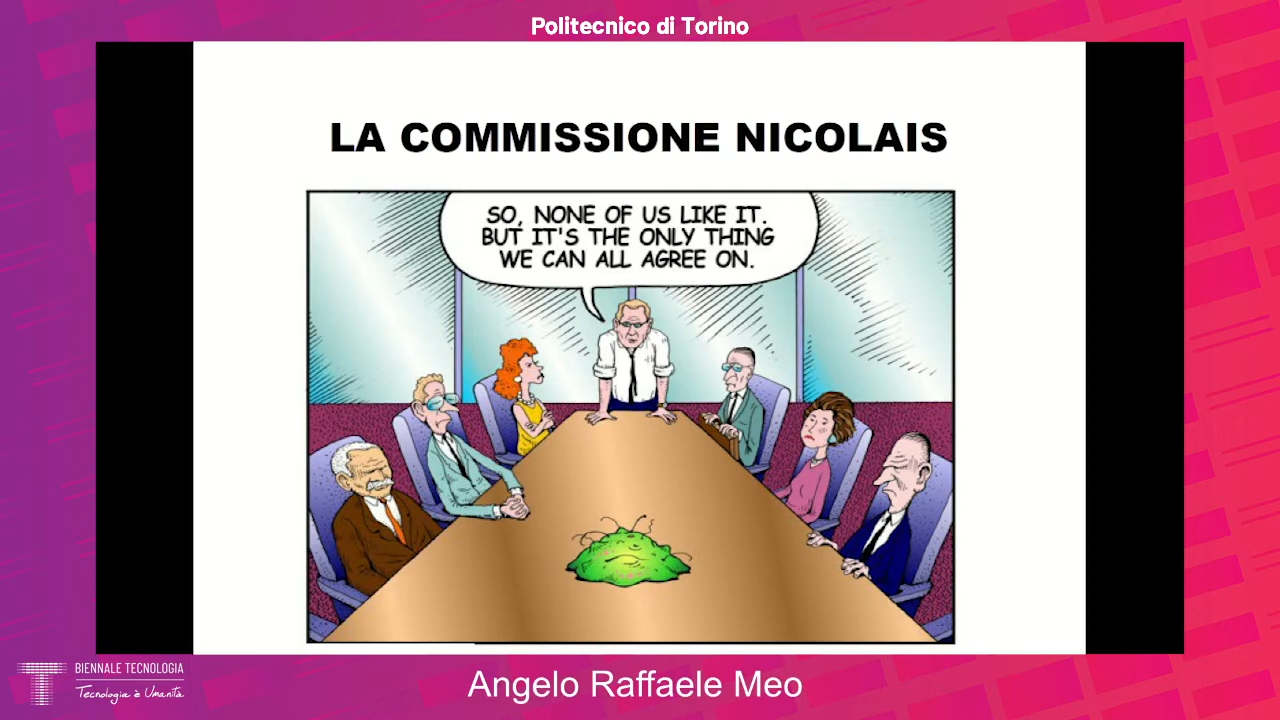 Politecnico di Torino
LA COMMISSIONE NICOLAIS
SO, NONE OF US LIKE IT.
BUT IT'S THE ONLY THING
WE CAN ALL AGREE ON.
BIENNALE TECNOLOGIA
Tecnologia è Umanità
Angelo Raffaele Meo